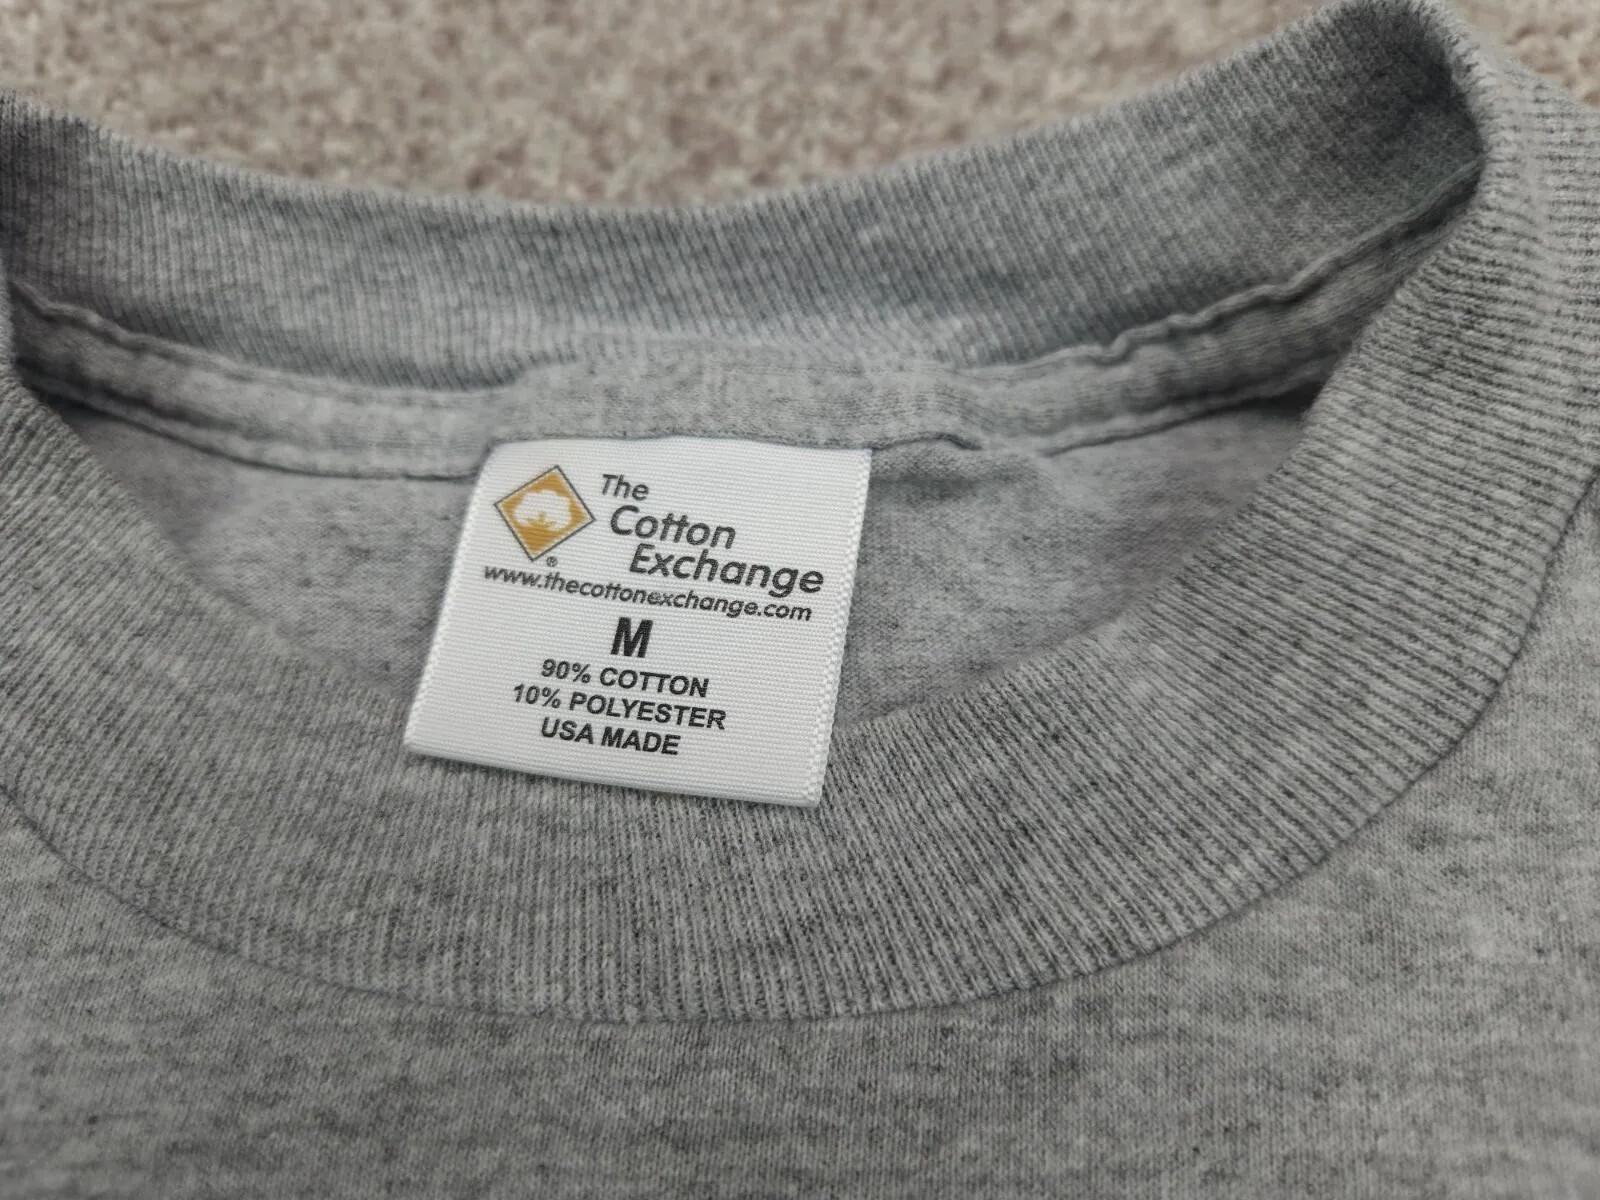 The
Cotton
Exchange
®
www.thecottonexchange.com
M
90% COTTON
10% POLYESTER
USA MADE